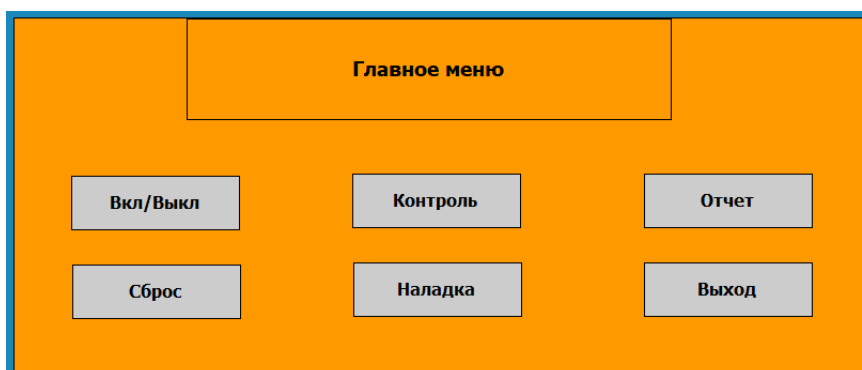 Главное меню
Вкл/Выкл
Контроль
Отчет
Сброс
Наладка
Выход